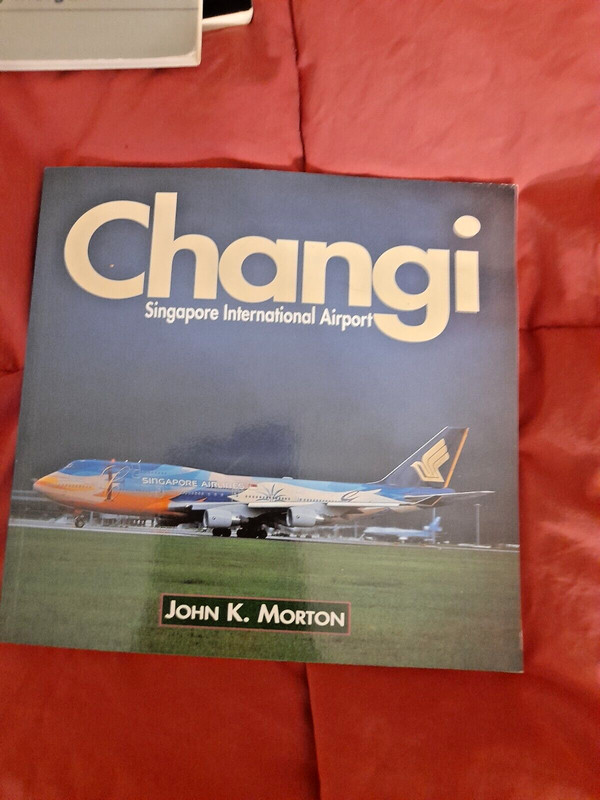 Changi
Singapore International Airport
SINGAPORE AIRLINES
JOHN K. MORTON